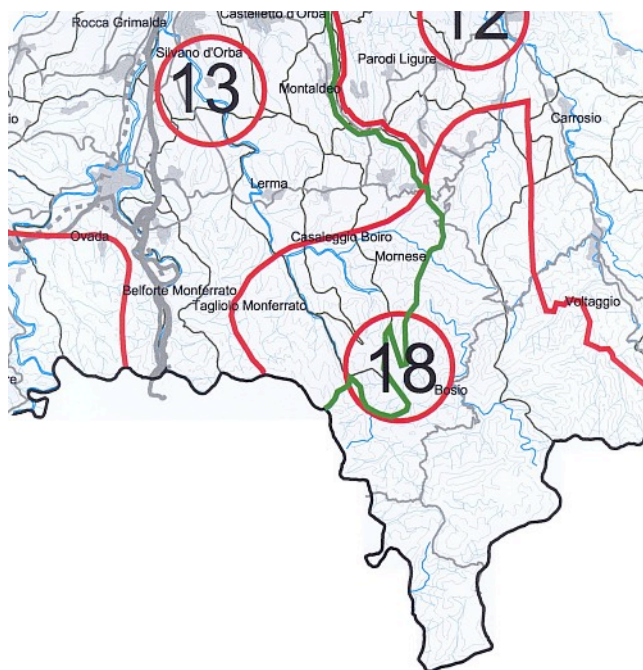 Castelletto d'Orba
Rocca Grimalda
12
Silvano d'Orba
Parodi Ligure
13
Montaldeo
Carrosio
Lerma
Ovada
Casaleggio Boiro
Mornese
Belforte Monferrato
Tagliolo Monferrato
Voltaggio
18
Bosio